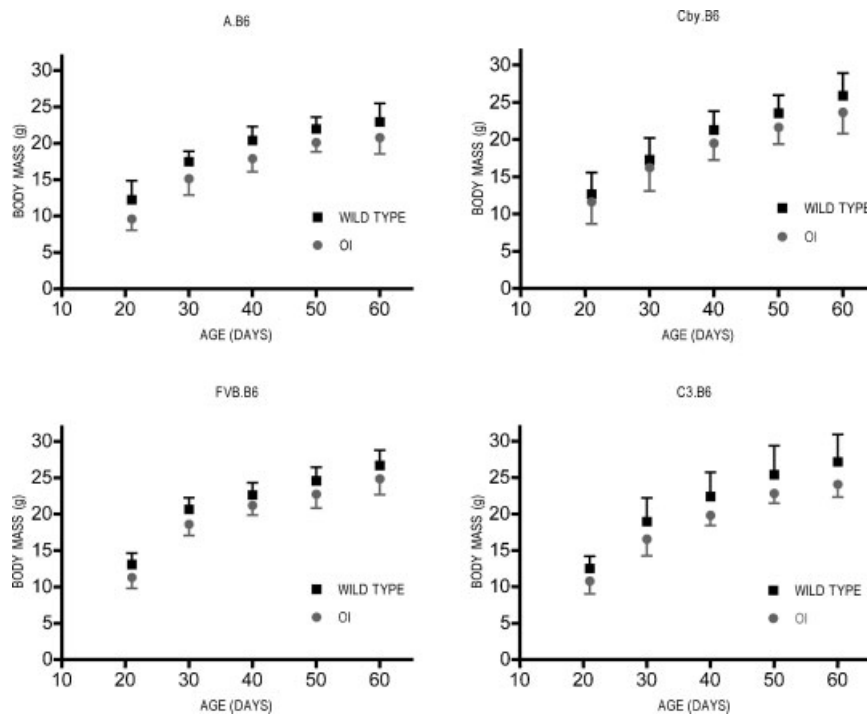 A.B6
BODY MASS (g)
30
25
20
15
10
5
0
WILD TYPE
OI
10 20 30 40 50 60
AGE (DAYS)
Cby.B6
BODY MASS (g)
30
25
20
15
10
5
0
WILD TYPE
OI
10 20 30 40 50 60
AGE (DAYS)
FVB.B6
BODY MASS (g)
30
25
20
15
10
5
0
WILD TYPE
OI
10 20 30 40 50 60
AGE (DAYS)
C3.B6
BODY MASS (g)
30
25
20
15
10
5
0
WILD TYPE
OI
10 20 30 40 50 60
AGE (DAYS)